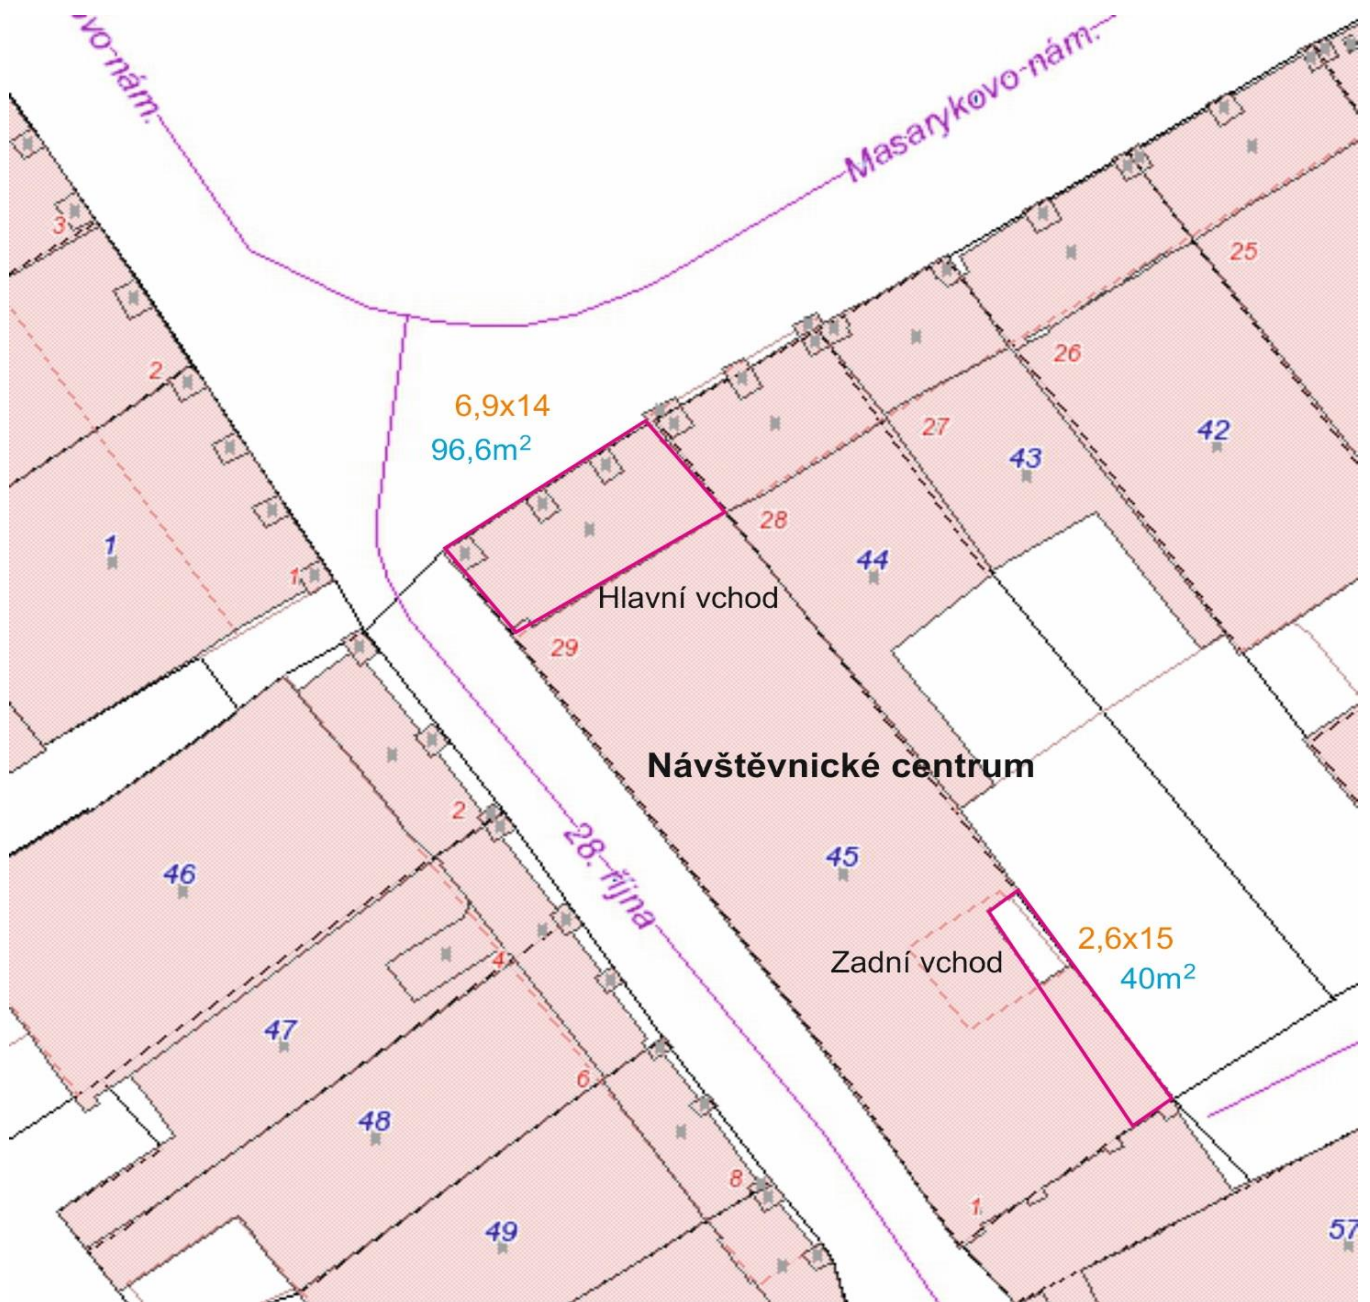 ovo-nám.
Masarykovo-nám.
3
25
2
26
6,9x14
27
42
96,6m²
43
28
1
44
1
Hlavní vchod
29
Návštěvnické centrum
2
28. října
45
46
2,6x15
4
Zadní vchod
40m²
47
6
48
8
1
49
57